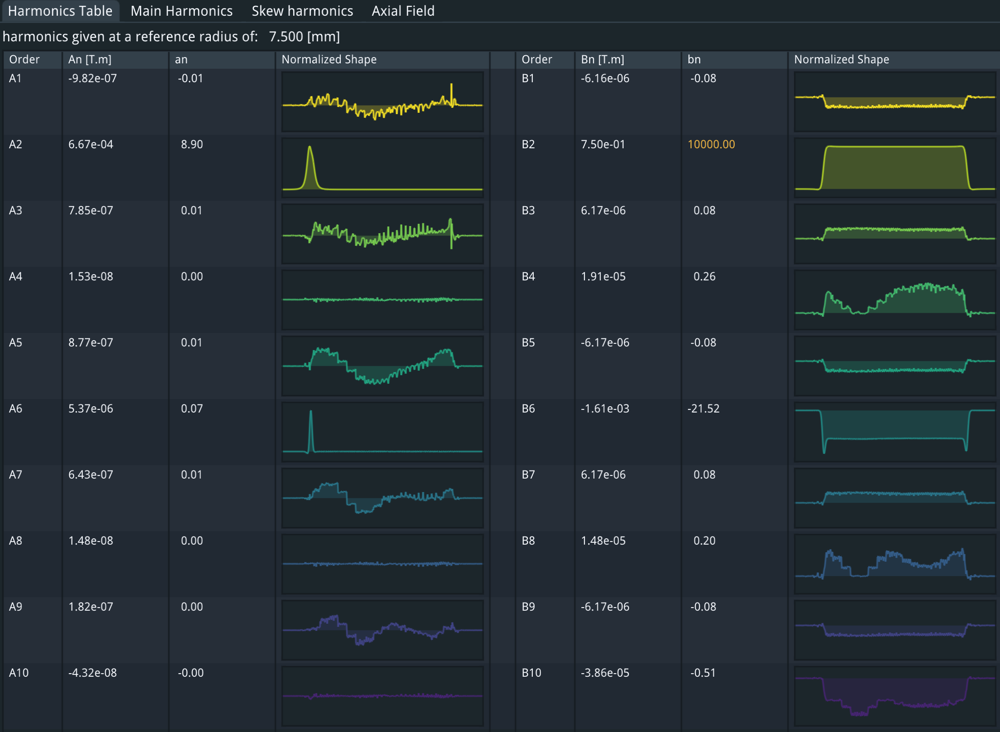 Harmonics Table Main Harmonics Skew harmonics Axial Field
harmonics given at a reference radius of: 7.500 [mm]
Order An [T.m] an Normalized Shape Order Bn [T.m] bn Normalized Shape
A1 -9.82e-07 -0.01 B1 -6.16e-06 -0.08
A2 6.67e-04 8.90 B2 7.50e-01 10000.00
A3 7.85e-07 0.01 B3 6.17e-06 0.08
A4 1.53e-08 0.00 B4 1.91e-05 0.26
A5 8.77e-07 0.01 B5 -6.17e-06 -0.08
A6 5.37e-06 0.07 B6 -1.61e-03 -21.52
A7 6.43e-07 0.01 B7 6.17e-06 0.08
A8 1.48e-08 0.00 B8 1.48e-05 0.20
A9 1.82e-07 0.00 B9 -6.17e-06 -0.08
A10 -4.32e-08 -0.00 B10 -3.86e-05 -0.51